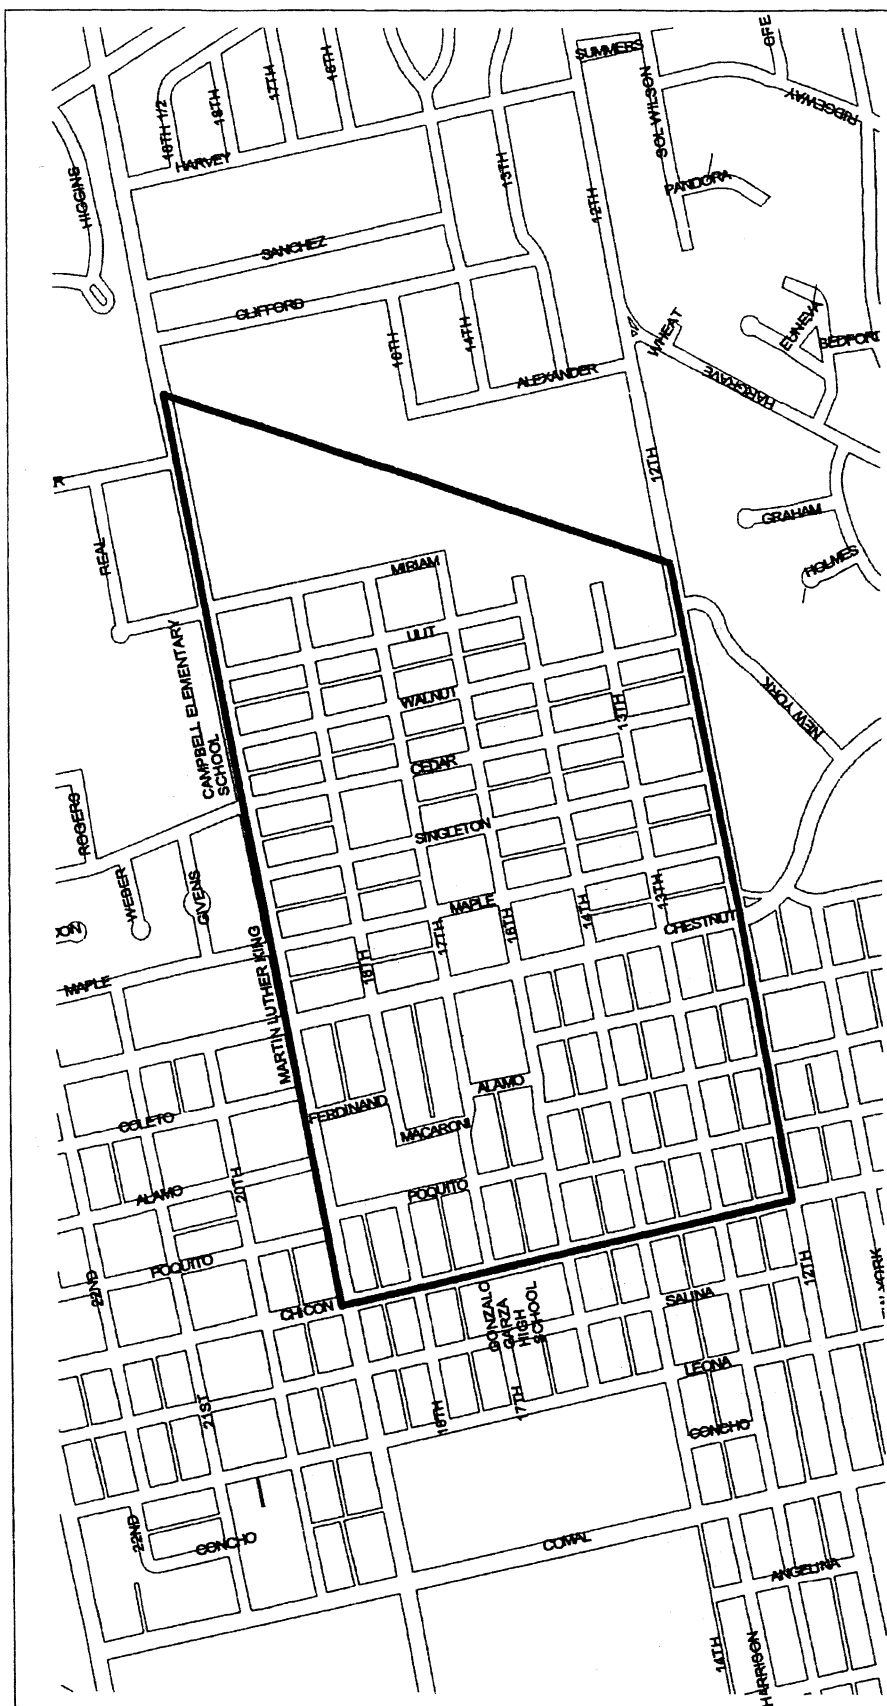 SUMMERS
18TH 1/2
18TH
17TH
16TH
HARVEY
SOL WILSON
RIDGEWAY
HIGGINS
13TH
12TH
PANDORA
SANCHEZ
CLIFFORD
16TH
14TH
WHEAT
EUNEVA
BEDFORD
ALEXANDER
HARGRAVE
12TH
GRAHAM
REAL
MIRIAM
HOLMES
ULIT
CAMPBELL ELEMENTARY
SCHOOL
WALNUT
13TH
NEW YORK
CEDAR
ROGERS
SINGLETON
WEBER
GIVENS
MAPLE
16TH
14TH
13TH
CHESTNUT
17TH
18TH
MAPLE
MARTIN LUTHER KING
ALAMO
FERDINAND
COLETO
MACARONI
ALAMO
20TH
POQUITO
POQUITO
22ND
CHICON
GONZALO
GARZA
HIGH
SCHOOL
SALINA
12TH
LEONA
21ST
18TH
17TH
CONCHO
22ND
CONCHO
COMAL
ANGELINA
14TH
HARRISON